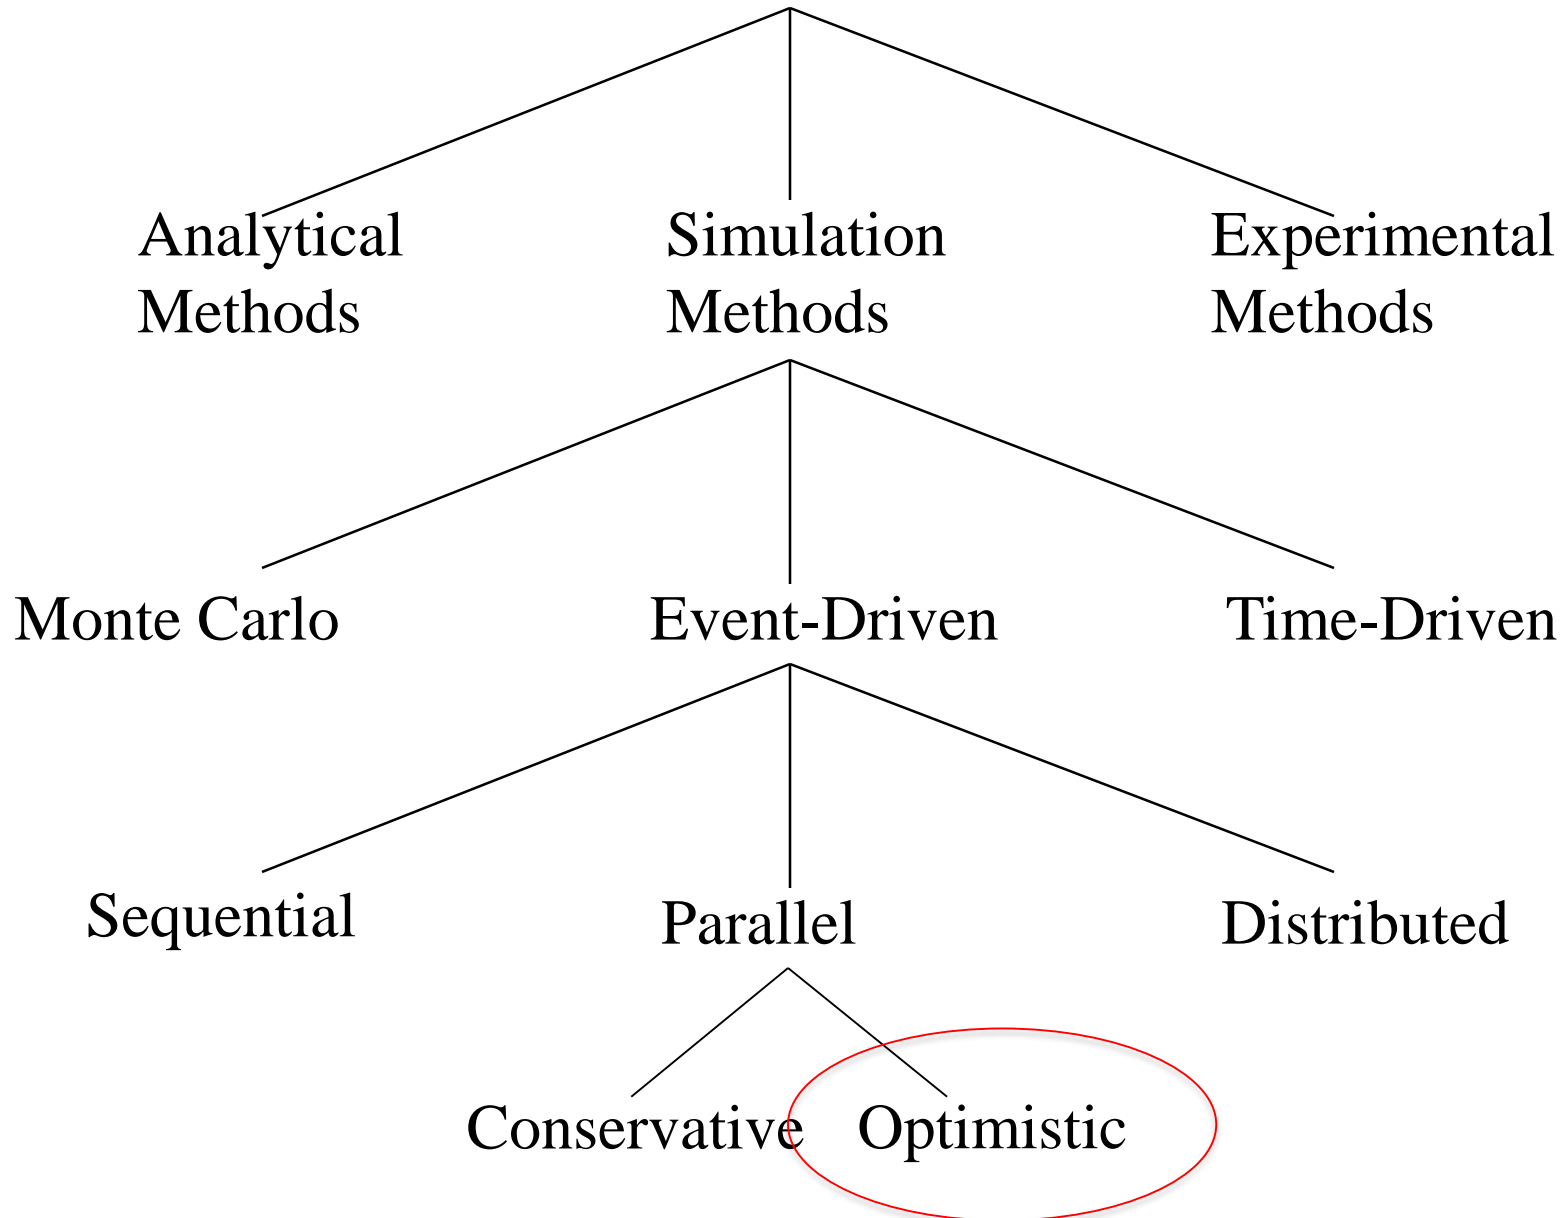 Analytical
Methods
Simulation
Methods
Experimental
Methods
Monte Carlo
Event-Driven
Time-Driven
Sequential
Parallel
Distributed
Conservative
Optimistic